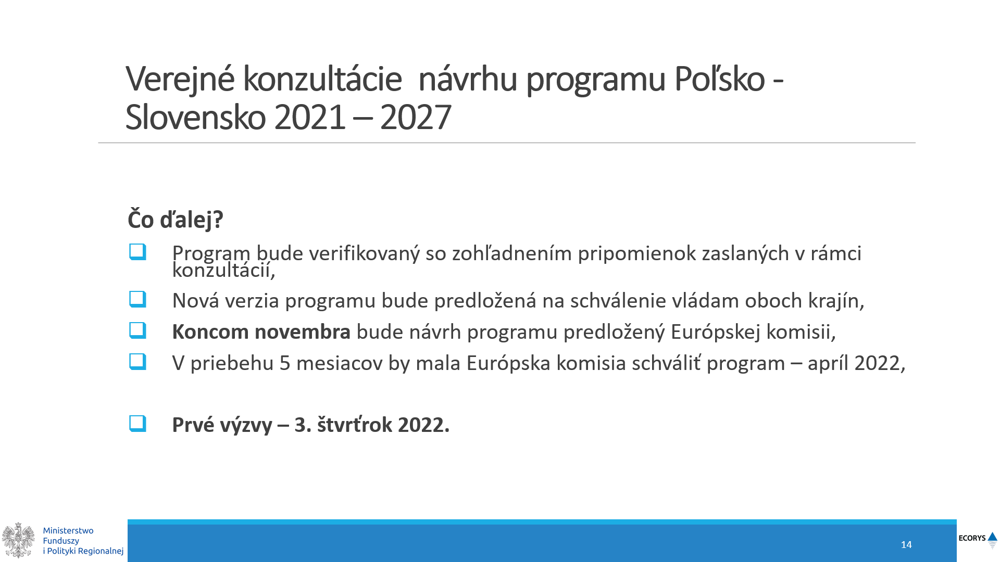 Verejné konzultácie  návrhu programu Poľsko -
Slovensko 2021 – 2027
Čo ďalej?
Program bude verifikovaný so zohľadnením pripomienok zaslaných v rámci
konzultácií,
Nová verzia programu bude predložená na schválenie vládam oboch krajín,
Koncom novembra bude návrh programu predložený Európskej komisii,
V priebehu 5 mesiacov by mala Európska komisia schváliť program – apríl 2022,
Prvé výzvy – 3. štvrťrok 2022.
Ministerstwo
Funduszy
i Polityki Regionalnej
14
ECORYS